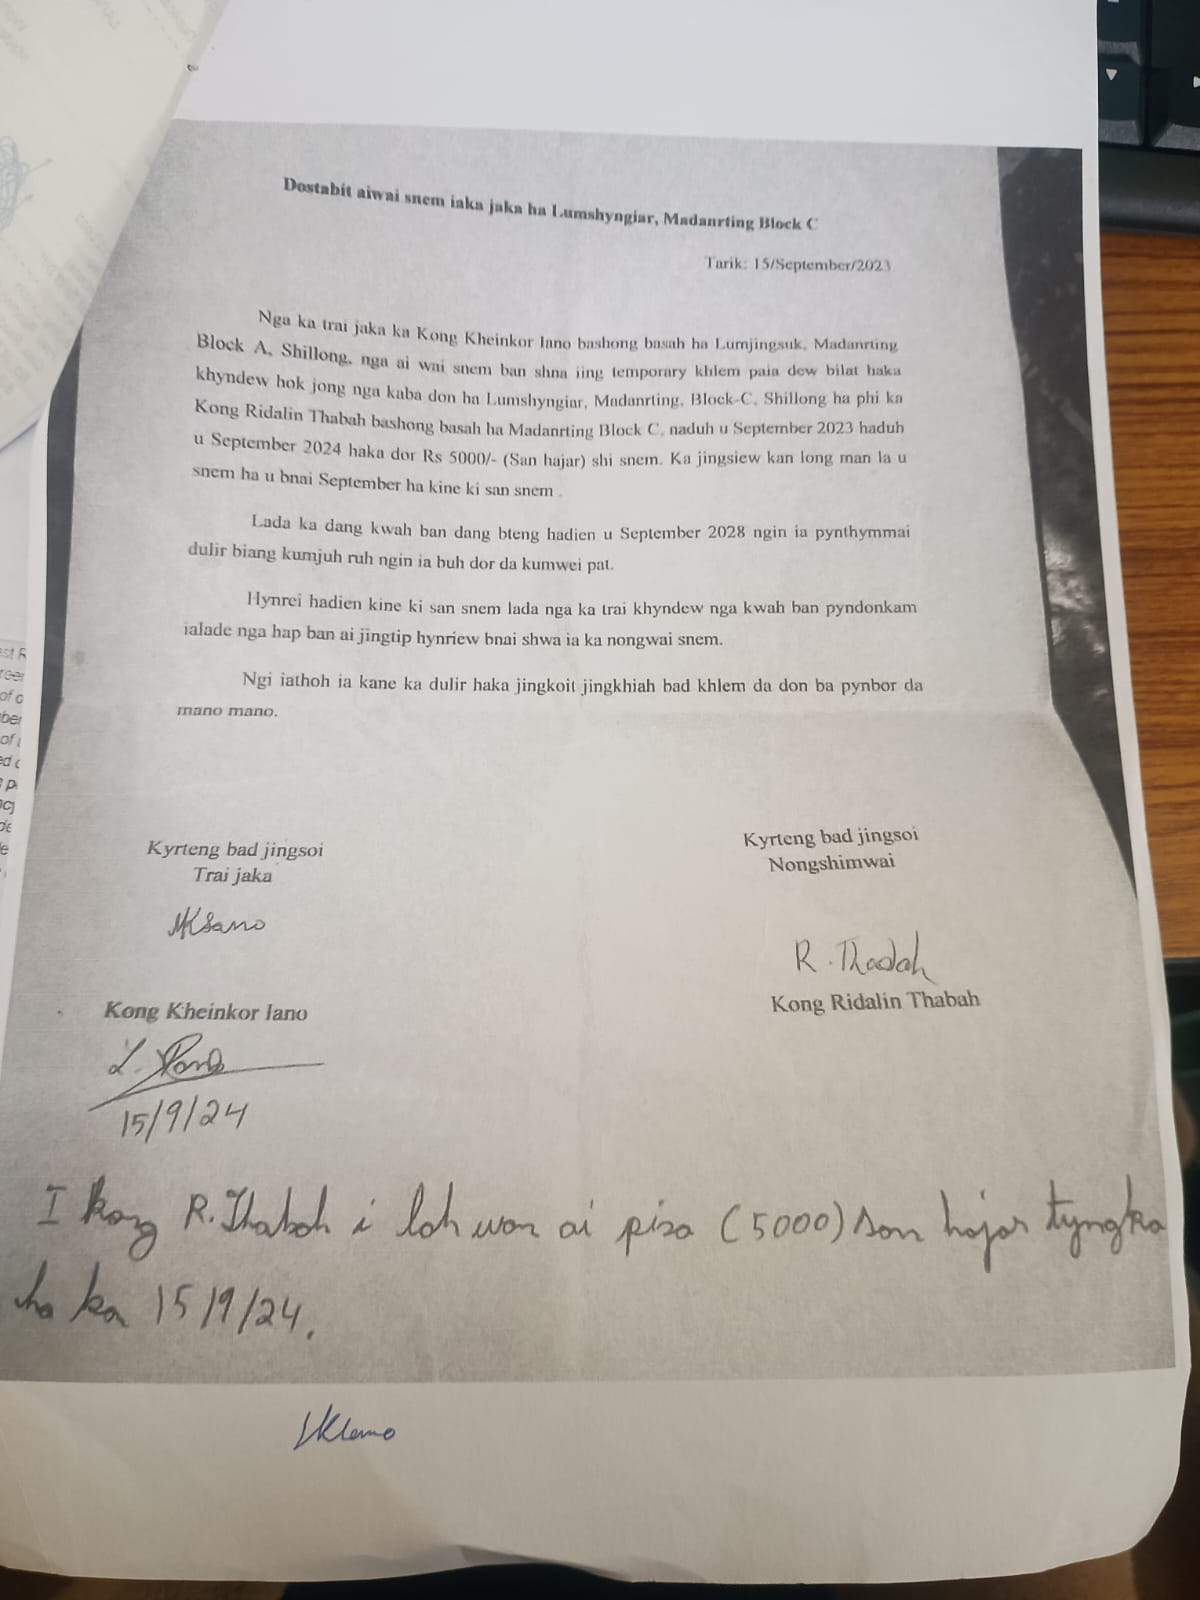 Dostabit aiwai snem iaka jaka ha Lumshyngiar, Madanrting Block C
Tarik: 15/September/2023
Nga ka trai jaka ka Kong Kheinkor Iano bashong basah ha Lumjingsuk, Madanrting
Block A, Shillong, nga ai wai snem ban shna iing temporary khlem paia dew bilat haka
khyndew hok jong nga kaba don ha Lumshyngiar, Madanrting, Block-C, Shillong ha phi ka
Kong Ridalin Thabah bashong basah ha Madanrting Block C, naduh u September 2023 haduh
u September 2024 haka dor Rs 5000/- (San hajar) shi snem. Ka jingsiew kan long man la u
snem ha u bnai September ha kine ki san snem .
Lada ka dang kwah ban dang bteng hadien u September 2028 ngin ia pynthymmai
dulir biang kumjuh ruh ngin ia buh dor da kumwei pat.
Hynrei hadien kine ki san snem lada nga ka trai khyndew nga kwah ban pyndonkam
ialade nga hap ban ai jingtip hynriew bnai shwa ia ka nongwai snem.
Ngi iathoh ia kane ka dulir haka jingkoit jingkhiah bad khlem da don ba pynbor da
mano mano.
Kyrteng bad jingsoi
Trai jaka
Kong Kheinkor Iano
Kyrteng bad jingsoi
Nongshimwai
R. Thabah
Kong Ridalin Thabah
15/9/24
I kong R. Thabah i lah wan ai pisa (5000) san hajar tyngka
ha ka 15/9/24.